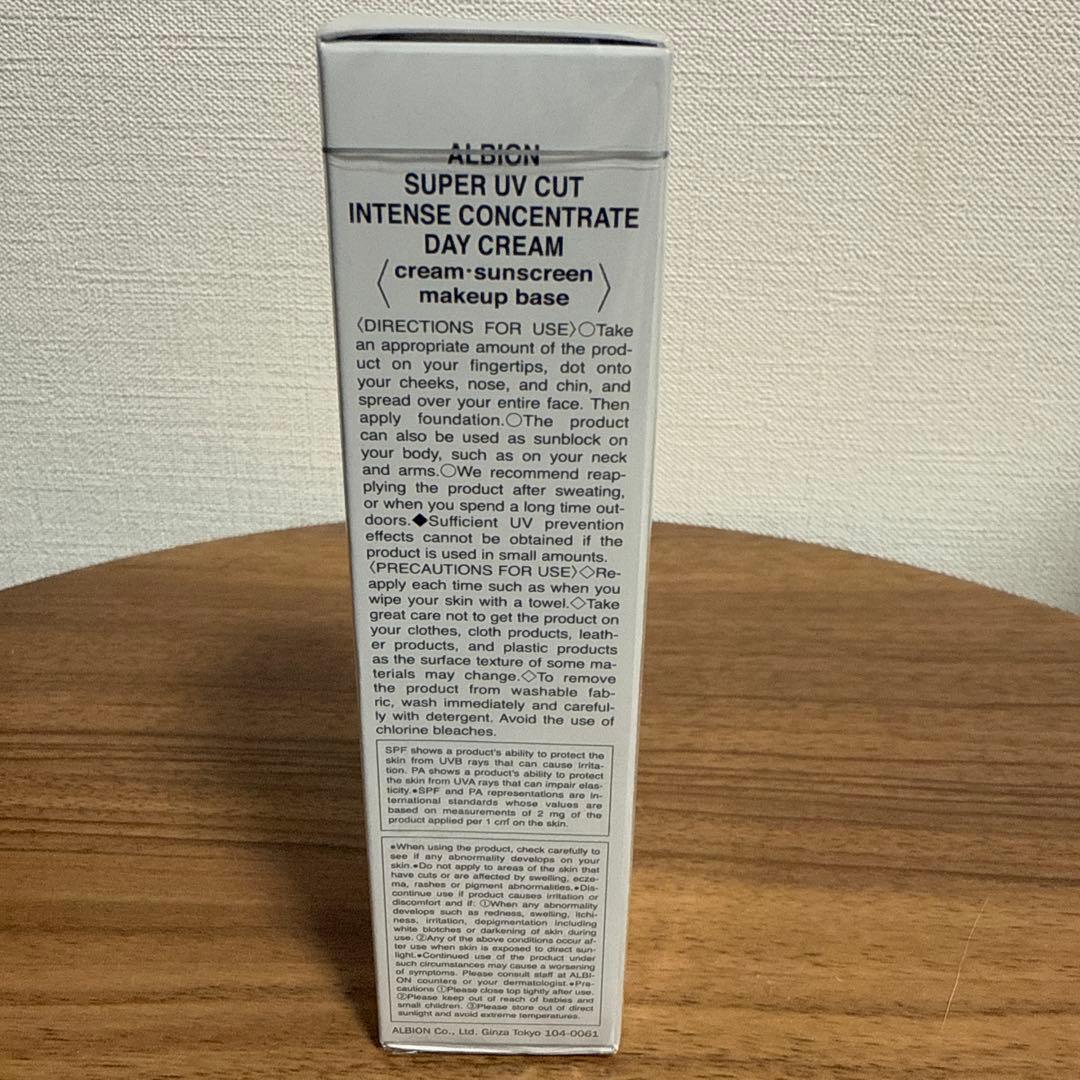 ALBION
SUPER UV CUT
INTENSE CONCENTRATE
DAY CREAM
〈cream・sunscreen
makeup base〉
〈DIRECTIONS FOR USE〉○Take
an appropriate amount of the prod-
uct on your fingertips, dot onto
your cheeks, nose, and chin, and
spread over your entire face. Then
apply foundation.○The product
can also be used as sunblock on
your body, such as on your neck
and arms.○We recommend reap-
plying the product after sweating,
or when you spend a long time out-
doors.◆Sufficient UV prevention
effects cannot be obtained if the
product is used in small amounts.
〈PRECAUTIONS FOR USE〉◇Re-
apply each time such as when you
wipe your skin with a towel.◇Take
great care not to get the product on
your clothes, cloth products, leath-
er products, and plastic products
as the surface texture of some ma-
terials may change.◇To remove
the product from washable fab-
ric, wash immediately and careful-
ly with detergent. Avoid the use of
chlorine bleaches.
SPF shows a product's ability to protect the
skin from UVB rays that can cause irrita-
tion. PA shows a product's ability to protect
the skin from UVA rays that can impair elas-
ticity.●SPF and PA representations are in-
ternational standards whose values are
based on measurements of 2 mg of the
product applied per 1 cm² on the skin.
●When using the product, check carefully to
see if any abnormality develops on your
skin.●Do not apply to areas of the skin that
have cuts or are affected by swelling, ecze-
ma, rashes or pigment abnormalities.●Dis-
continue use if product causes irritation or
discomfort and if: ①When any abnormality
develops such as redness, swelling, itchi-
ness, irritation, depigmentation including
white blotches or darkening of skin during
use. ②Any of the above conditions occur af-
ter use when skin is exposed to direct sun-
light.●Continued use of the product under
such circumstances may cause a worsening
of symptoms. Please consult staff at ALBI-
ON counters or your dermatologist.●Pre-
cautions ①Please close top tightly after use.
②Please keep out of reach of babies and
small children. ③Please store out of direct
sunlight and avoid extreme temperatures.
ALBION Co., Ltd. Ginza Tokyo 104-0061